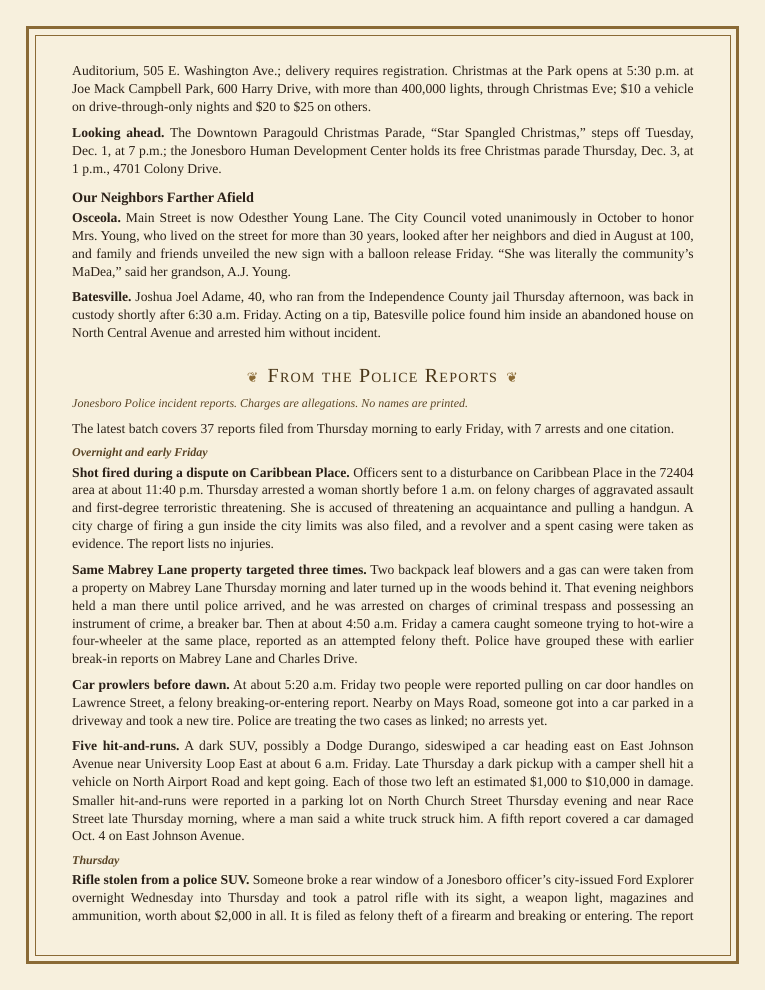 Auditorium, 505 E. Washington Ave.; delivery requires registration. Christmas at the Park opens at 5:30 p.m. at
Joe Mack Campbell Park, 600 Harry Drive, with more than 400,000 lights, through Christmas Eve; $10 a vehicle
on drive-through-only nights and $20 to $25 on others.
Looking ahead. The Downtown Paragould Christmas Parade, “Star Spangled Christmas,” steps off Tuesday,
Dec. 1, at 7 p.m.; the Jonesboro Human Development Center holds its free Christmas parade Thursday, Dec. 3, at
1 p.m., 4701 Colony Drive.
Our Neighbors Farther Afield
Osceola. Main Street is now Odesther Young Lane. The City Council voted unanimously in October to honor
Mrs. Young, who lived on the street for more than 30 years, looked after her neighbors and died in August at 100,
and family and friends unveiled the new sign with a balloon release Friday. “She was literally the community’s
MaDea,” said her grandson, A.J. Young.
Batesville. Joshua Joel Adame, 40, who ran from the Independence County jail Thursday afternoon, was back in
custody shortly after 6:30 a.m. Friday. Acting on a tip, Batesville police found him inside an abandoned house on
North Central Avenue and arrested him without incident.
❦ From the Police Reports ❦
Jonesboro Police incident reports. Charges are allegations. No names are printed.
The latest batch covers 37 reports filed from Thursday morning to early Friday, with 7 arrests and one citation.
Overnight and early Friday
Shot fired during a dispute on Caribbean Place. Officers sent to a disturbance on Caribbean Place in the 72404
area at about 11:40 p.m. Thursday arrested a woman shortly before 1 a.m. on felony charges of aggravated assault
and first-degree terroristic threatening. She is accused of threatening an acquaintance and pulling a handgun. A
city charge of firing a gun inside the city limits was also filed, and a revolver and a spent casing were taken as
evidence. The report lists no injuries.
Same Mabrey Lane property targeted three times. Two backpack leaf blowers and a gas can were taken from
a property on Mabrey Lane Thursday morning and later turned up in the woods behind it. That evening neighbors
held a man there until police arrived, and he was arrested on charges of criminal trespass and possessing an
instrument of crime, a breaker bar. Then at about 4:50 a.m. Friday a camera caught someone trying to hot-wire a
four-wheeler at the same place, reported as an attempted felony theft. Police have grouped these with earlier
break-in reports on Mabrey Lane and Charles Drive.
Car prowlers before dawn. At about 5:20 a.m. Friday two people were reported pulling on car door handles on
Lawrence Street, a felony breaking-or-entering report. Nearby on Mays Road, someone got into a car parked in a
driveway and took a new tire. Police are treating the two cases as linked; no arrests yet.
Five hit-and-runs. A dark SUV, possibly a Dodge Durango, sideswiped a car heading east on East Johnson
Avenue near University Loop East at about 6 a.m. Friday. Late Thursday a dark pickup with a camper shell hit a
vehicle on North Airport Road and kept going. Each of those two left an estimated $1,000 to $10,000 in damage.
Smaller hit-and-runs were reported in a parking lot on North Church Street Thursday evening and near Race
Street late Thursday morning, where a man said a white truck struck him. A fifth report covered a car damaged
Oct. 4 on East Johnson Avenue.
Thursday
Rifle stolen from a police SUV. Someone broke a rear window of a Jonesboro officer’s city-issued Ford Explorer
overnight Wednesday into Thursday and took a patrol rifle with its sight, a weapon light, magazines and
ammunition, worth about $2,000 in all. It is filed as felony theft of a firearm and breaking or entering. The report